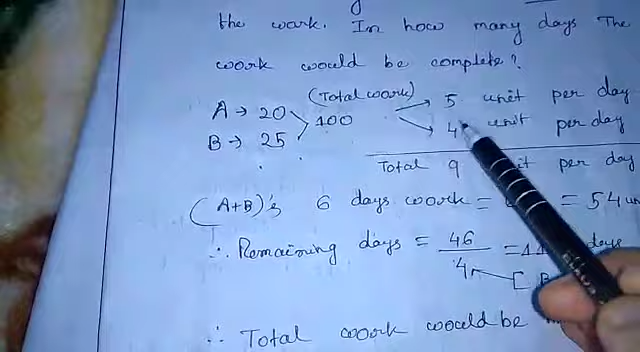 the work. In how many days The
work would be complete?
(Total work)
A → 20 100 → 5 unit per day
B → 25 → 4 unit per day
Total 9 unit per day
(A+B)'s 6 days work = = 54
∴ Remaining days = 46/4 = days
[ B
∴ Total work would be